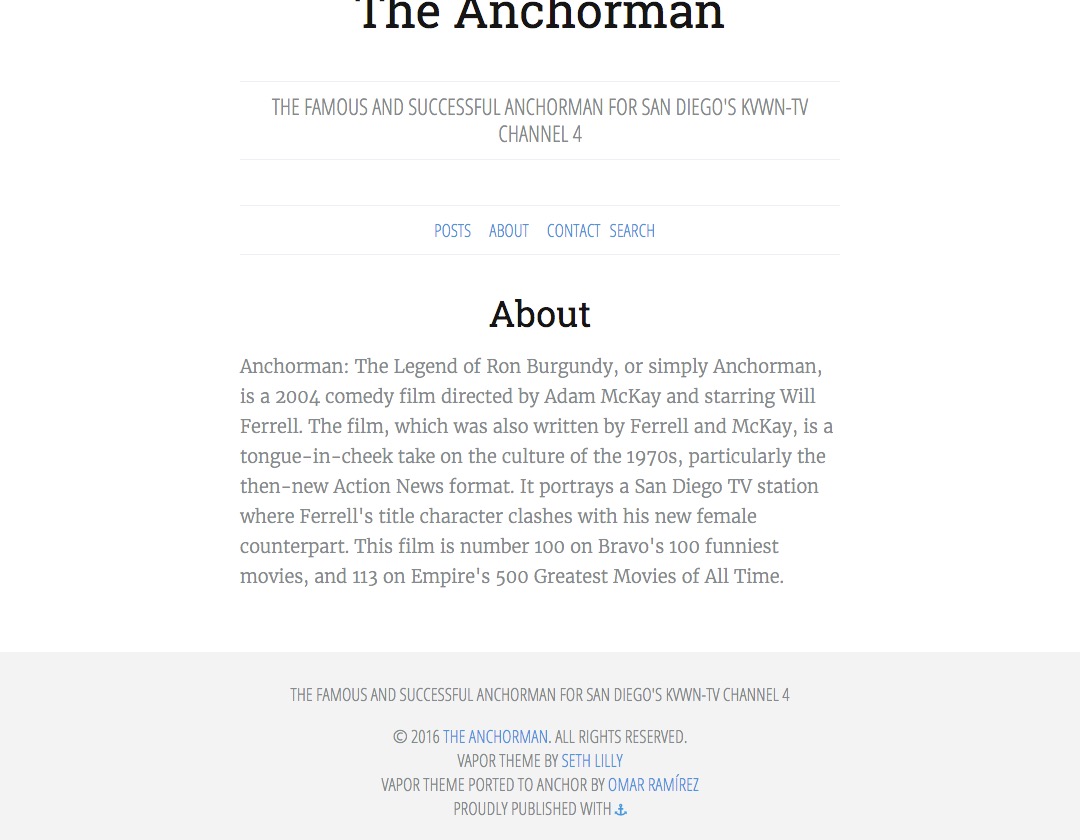 The Anchorman
THE FAMOUS AND SUCCESSFUL ANCHORMAN FOR SAN DIEGO'S KVWN-TV
CHANNEL 4
POSTS ABOUT CONTACT SEARCH
About
Anchorman: The Legend of Ron Burgundy, or simply Anchorman,
is a 2004 comedy film directed by Adam McKay and starring Will
Ferrell. The film, which was also written by Ferrell and McKay, is a
tongue-in-cheek take on the culture of the 1970s, particularly the
then-new Action News format. It portrays a San Diego TV station
where Ferrell's title character clashes with his new female
counterpart. This film is number 100 on Bravo's 100 funniest
movies, and 113 on Empire's 500 Greatest Movies of All Time.
THE FAMOUS AND SUCCESSFUL ANCHORMAN FOR SAN DIEGO'S KVWN-TV CHANNEL 4
© 2016 THE ANCHORMAN. ALL RIGHTS RESERVED.
VAPOR THEME BY SETH LILLY
VAPOR THEME PORTED TO ANCHOR BY OMAR RAMÍREZ
PROUDLY PUBLISHED WITH